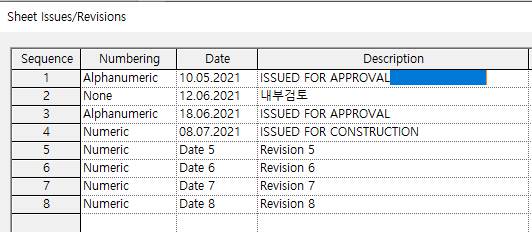 Sheet Issues/Revisions
Sequence Numbering Date Description
1 Alphanumeric 10.05.2021 ISSUED FOR APPROVAL
2 None 12.06.2021 내부검토
3 Alphanumeric 18.06.2021 ISSUED FOR APPROVAL
4 Numeric 08.07.2021 ISSUED FOR CONSTRUCTION
5 Numeric Date 5 Revision 5
6 Numeric Date 6 Revision 6
7 Numeric Date 7 Revision 7
8 Numeric Date 8 Revision 8